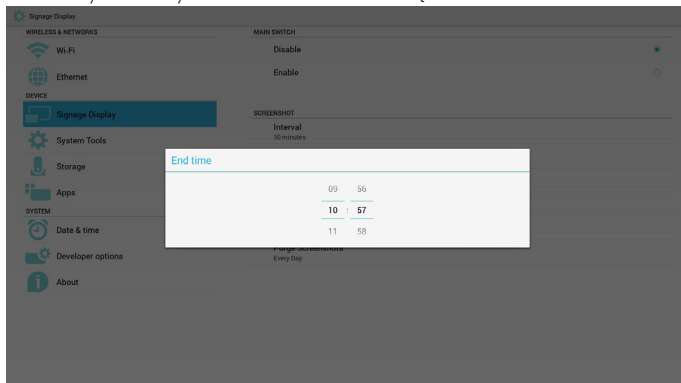 Signage Display
WIRELESS & NETWORKS
Wi-Fi
Ethernet
DEVICE
Signage Display
System Tools
Storage
Apps
SYSTEM
Date & time
Developer options
About
MAIN SWITCH
Disable
Enable
SCREENSHOT
Interval
30 minutes
End time
09 56
10 : 57
11 58
Purge Screenshots
Every Day